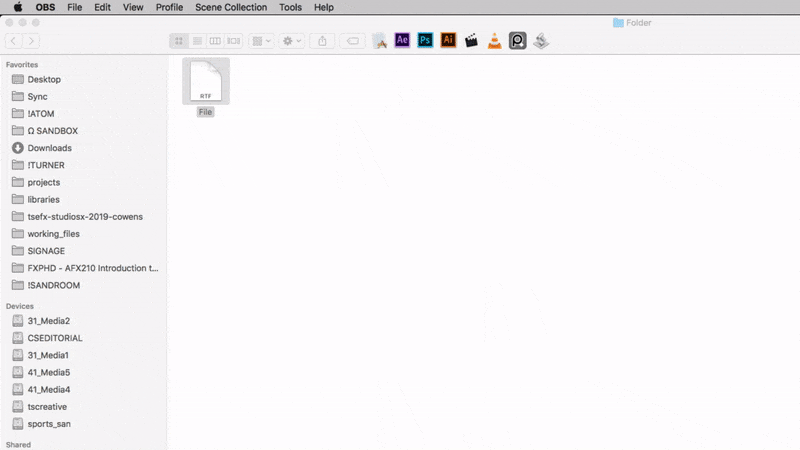 OBS File Edit View Profile Scene Collection Tools Help
Folder
Ae Ps Ai
Favorites
Desktop
Sync
!ATOM
Ω SANDBOX
Downloads
!TURNER
projects
libraries
tsefx-studiosx-2019-cowens
working_files
SIGNAGE
FXPHD - AFX210 Introduction t...
!SANDROOM
Devices
31_Media2
CSEDITORIAL
31_Media1
41_Media5
41_Media4
tscreative
sports_san
Shared
RTF
File